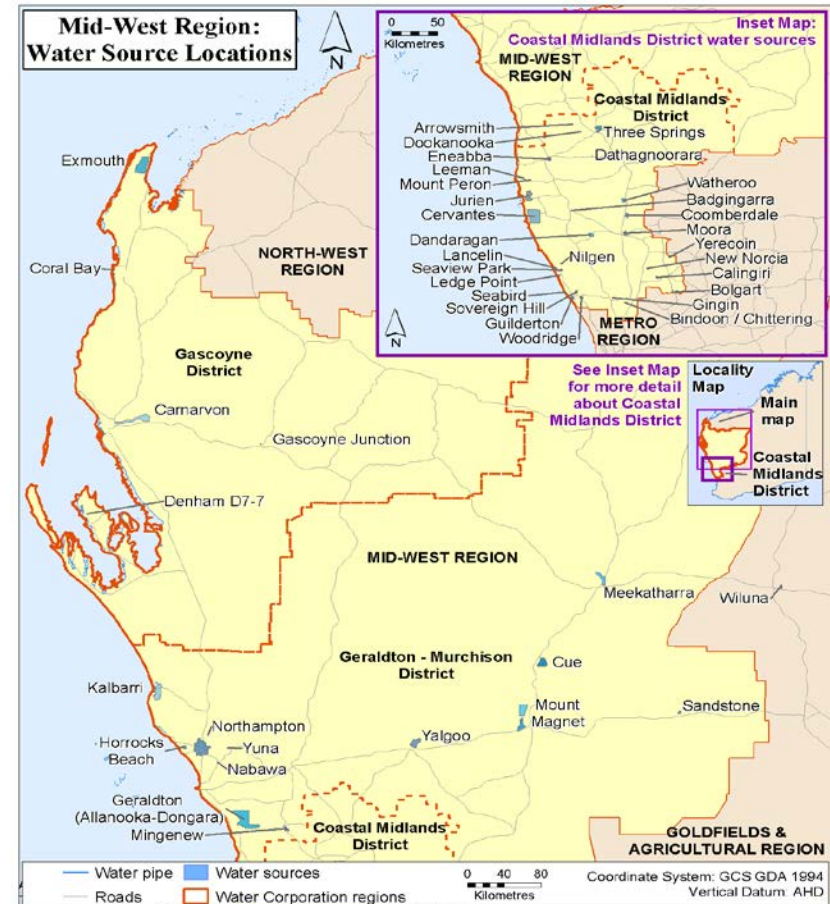 Mid-West Region:
Water Source Locations
N
0 50
Kilometres
Inset Map:
Coastal Midlands District water sources
MID-WEST
REGION
Coastal Midlands
District
Arrowsmith
Three Springs
Dookanooka
Eneabba
Dathagnoorara
Leeman
Mount Peron
Watheroo
Jurien
Badgingarra
Cervantes
Coomberdale
Moora
Dandaragan
Yerecoin
Lancelin
Nilgen
New Norcia
Seaview Park
Calingiri
Ledge Point
Bolgart
Seabird
Gingin
Sovereign Hill
Bindoon / Chittering
Guilderton
Woodridge
METRO
REGION
N
Exmouth
Coral Bay
NORTH-WEST
REGION
Gascoyne
District
See Inset Map
for more detail
about Coastal
Midlands District
Locality
Map
Main
map
Coastal
Midlands
District
Carnarvon
Gascoyne Junction
Denham D7-7
MID-WEST REGION
Meekatharra
Wiluna
Geraldton - Murchison
District
Cue
Kalbarri
Mount
Magnet
Sandstone
Northampton
Yalgoo
Horrocks
Beach
Yuna
Nabawa
Geraldton
(Allanooka-Dongara)
Mingenew
Coastal Midlands
District
GOLDFIELDS &
AGRICULTURAL REGION
Water pipe
Water sources
Roads
Water Corporation regions
0 40 80
Kilometres
Coordinate System: GCS GDA 1994
Vertical Datum: AHD